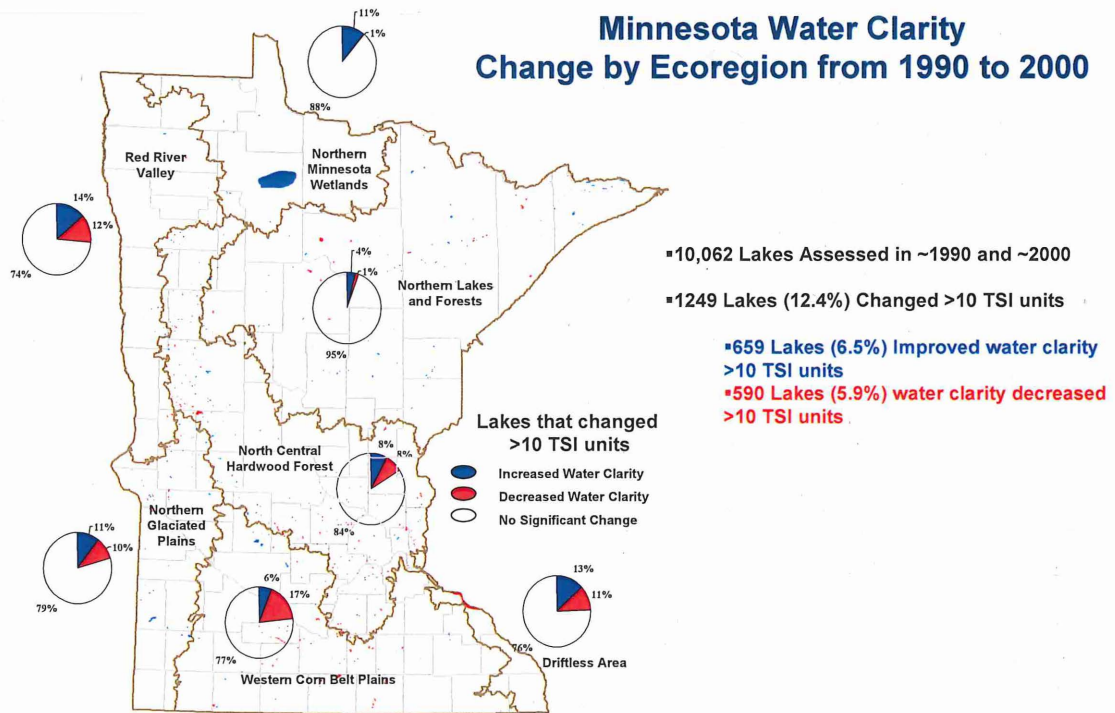 Minnesota Water Clarity
Change by Ecoregion from 1990 to 2000
11%
1%
88%
Red River
Valley
Northern
Minnesota
Wetlands
14%
12%
74%
4%
1%
95%
Northern Lakes
and Forests
▪10,062 Lakes Assessed in ~1990 and ~2000
▪1249 Lakes (12.4%) Changed >10 TSI units
▪659 Lakes (6.5%) Improved water clarity
>10 TSI units
▪590 Lakes (5.9%) water clarity decreased
>10 TSI units
Lakes that changed
>10 TSI units
Increased Water Clarity
Decreased Water Clarity
No Significant Change
North Central
Hardwood Forest
8%
8%
84%
Northern
Glaciated
Plains
11%
10%
79%
6%
17%
77%
Western Corn Belt Plains
13%
11%
76%
Driftless Area